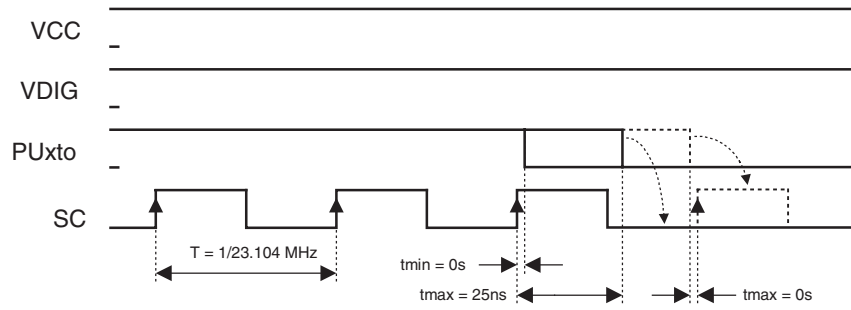 VCC
VDIG
PUxto
SC
T = 1/23.104 MHz
tmin = 0s
tmax = 25ns
tmax = 0s